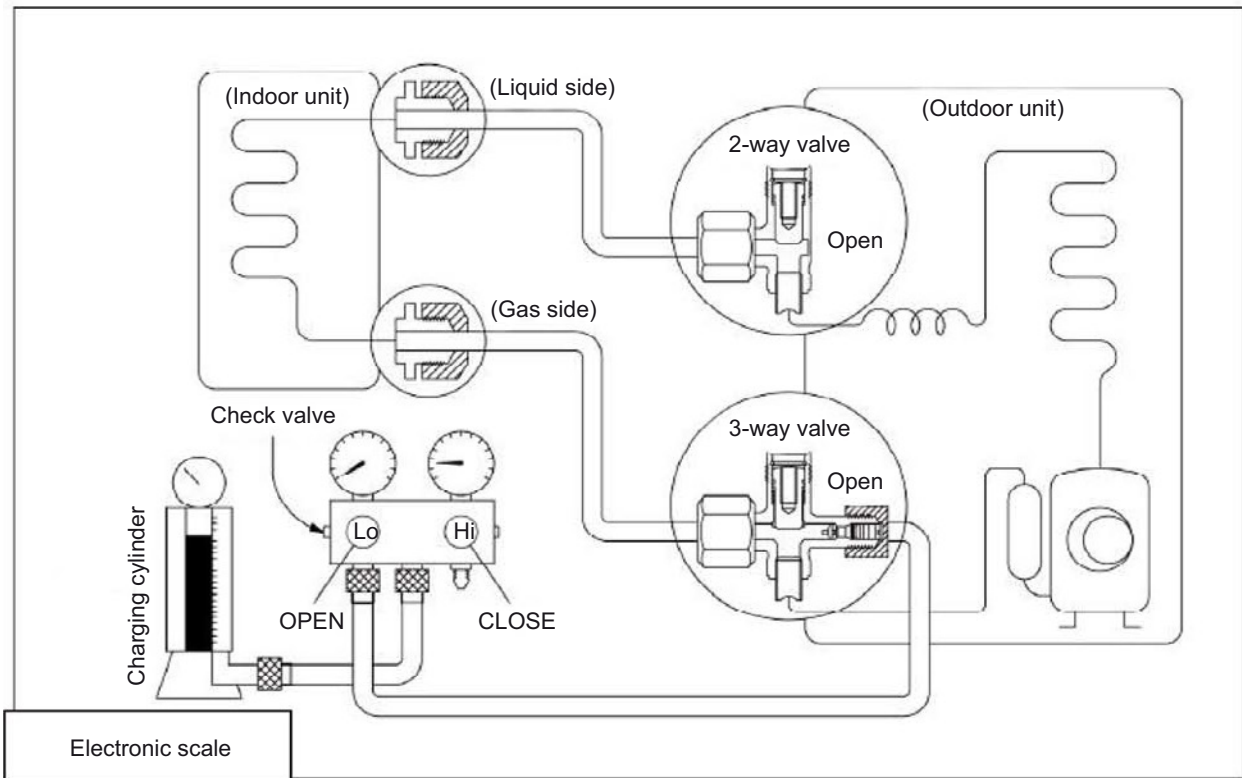 (Indoor unit)
(Liquid side)
(Outdoor unit)
2-way valve
Open
(Gas side)
Check valve
3-way valve
Open
Lo
Hi
OPEN
CLOSE
Charging cylinder
Electronic scale